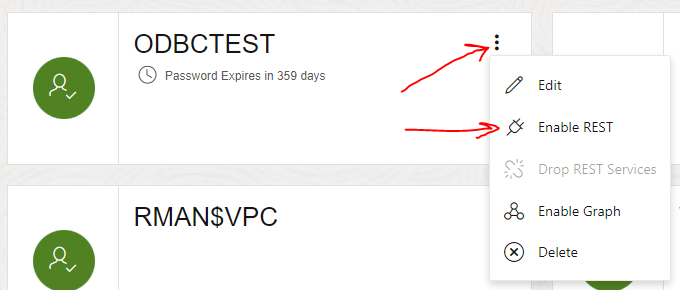 ODBCTEST
Password Expires in 359 days
Edit
Enable REST
Drop REST Services
Enable Graph
Delete
RMAN$VPC